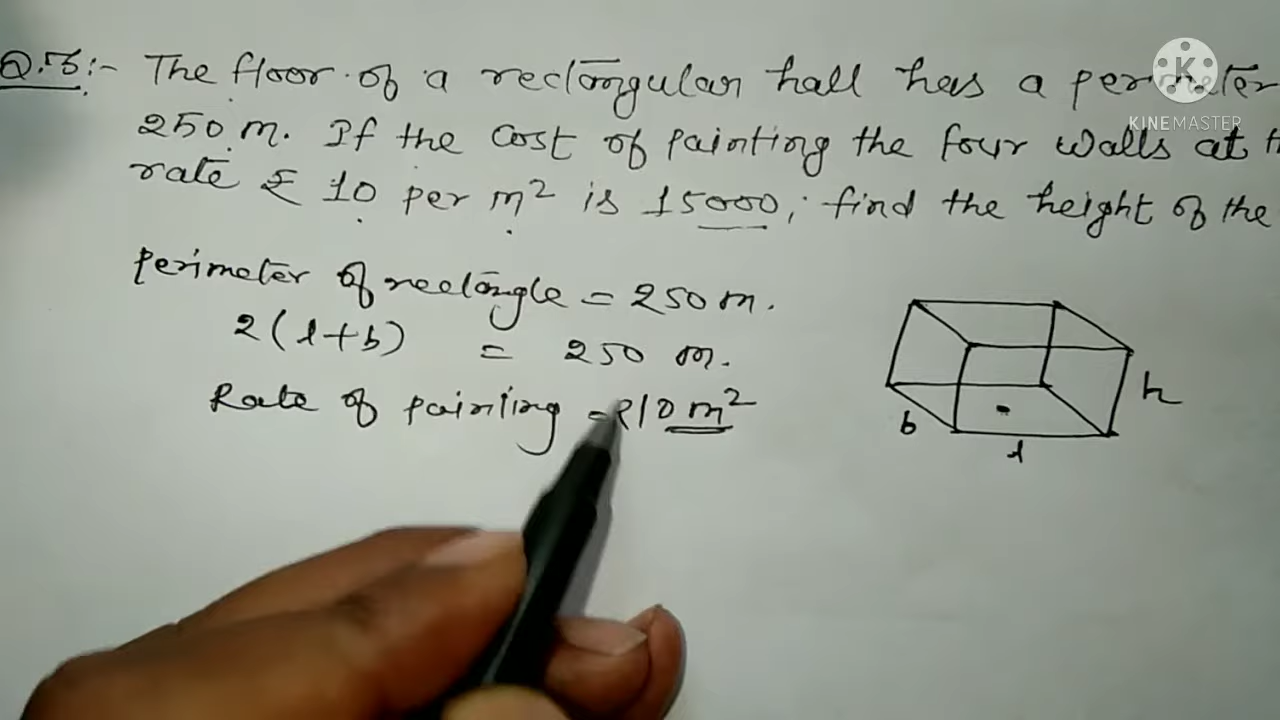 Q.5:- The floor of a rectangular hall has a perimeter
250 m. If the cost of painting the four walls at
rate ₹ 10 per m² is 15000, find the height of the
perimeter of rectangle = 250 m.
2(l+b) = 250 m.
Rate of painting = ₹10 m²
h
b
l
K
KINEMASTER